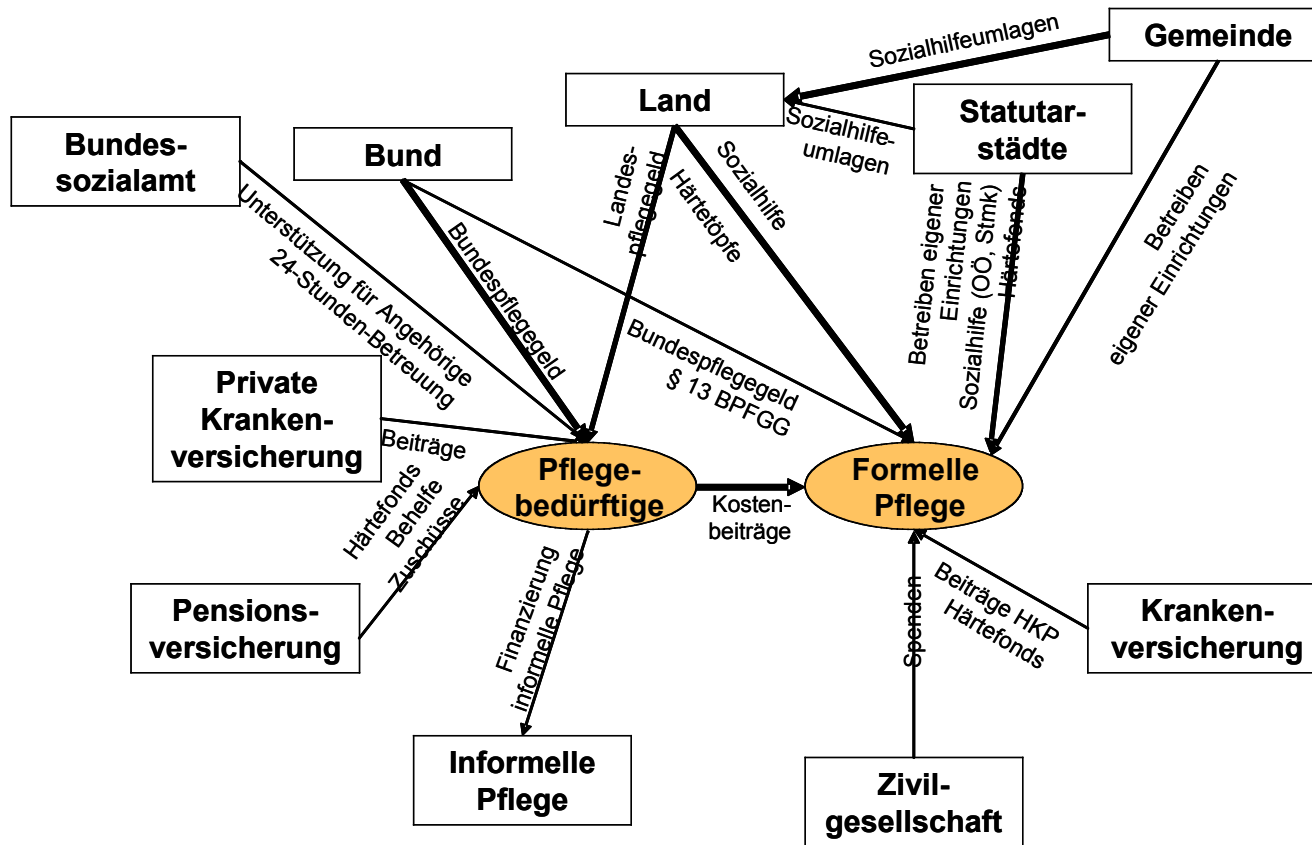 Gemeinde
Sozialhilfeumlagen
Land
Statutar-
städte
Sozialhilfe-
umlagen
Bundes-
sozialamt
Bund
Unterstützung für Angehörige
24-Stunden-Betreuung
Bundespflegegeld
Landes-
pflegegeld
Härtetöpfe
Sozialhilfe
Bundespflegegeld
§ 13 BPFGG
Betreiben eigener
Einrichtungen
Sozialhilfe (OÖ, Stmk)
Härtefonds
Betreiben
eigener Einrichtungen
Private
Kranken-
versicherung
Beiträge
Pflege-
bedürftige
Kosten-
beiträge
Formelle
Pflege
Härtefonds
Behelfe
Zuschüsse
Pensions-
versicherung
Finanzierung
informelle Pflege
Spenden
Beiträge HKP
Härtefonds
Kranken-
versicherung
Informelle
Pflege
Zivil-
gesellschaft